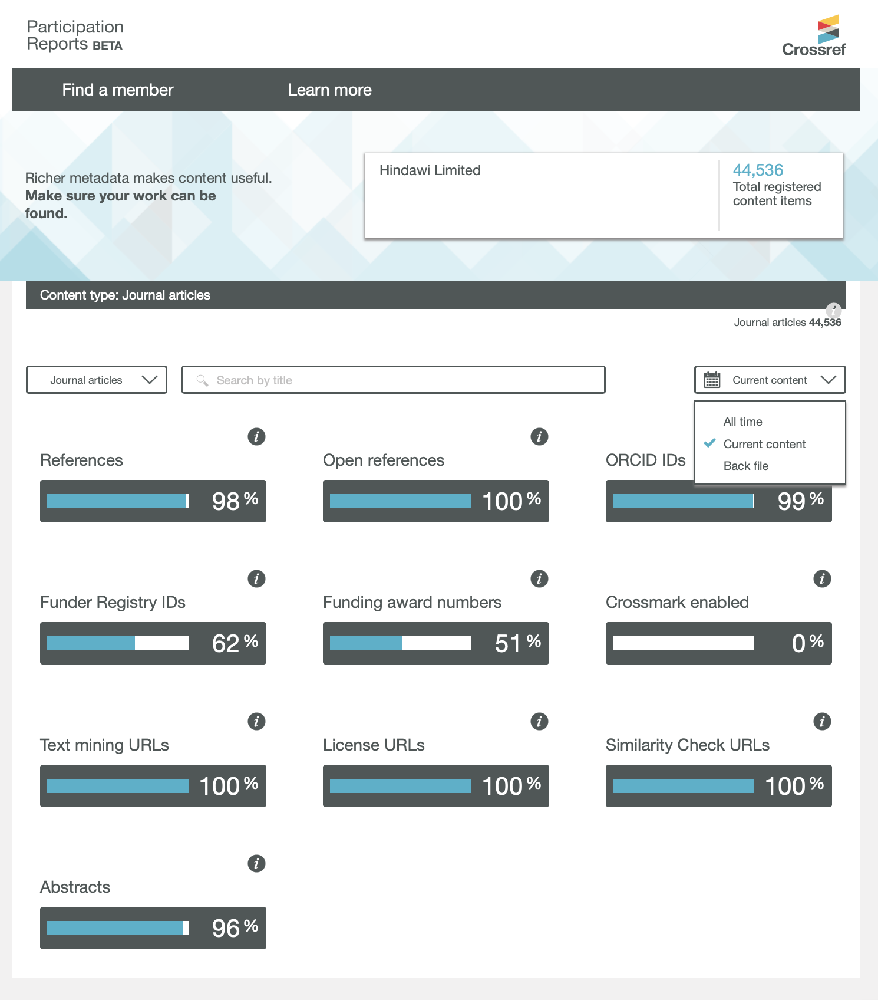 Participation
Reports BETA
Crossref
Find a member
Learn more
Richer metadata makes content useful.
Make sure your work can be
found.
Hindawi Limited
44,536
Total registered
content items
Content type: Journal articles
i
Journal articles 44,536
Journal articles
Search by title
Current content
All time
Current content
Back file
i
References
98 %
i
Open references
100 %
ORCID IDs
99 %
i
Funder Registry IDs
62 %
i
Funding award numbers
51 %
i
Crossmark enabled
0 %
i
Text mining URLs
100 %
i
License URLs
100 %
i
Similarity Check URLs
100 %
i
Abstracts
96 %